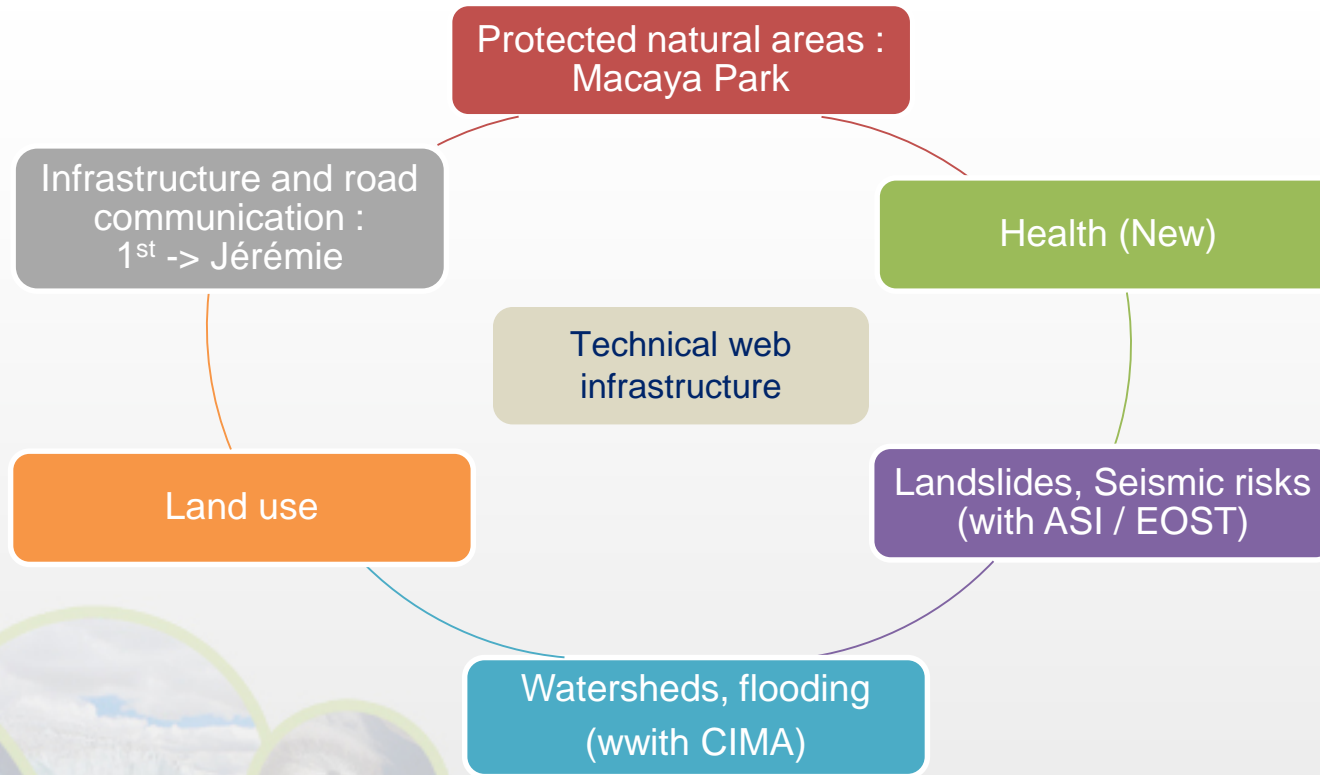 Protected natural areas :
Macaya Park
Infrastructure and road
communication :
1st -> Jérémie
Health (New)
Technical web
infrastructure
Land use
Landslides, Seismic risks
(with ASI / EOST)
Watersheds, flooding
(wwith CIMA)